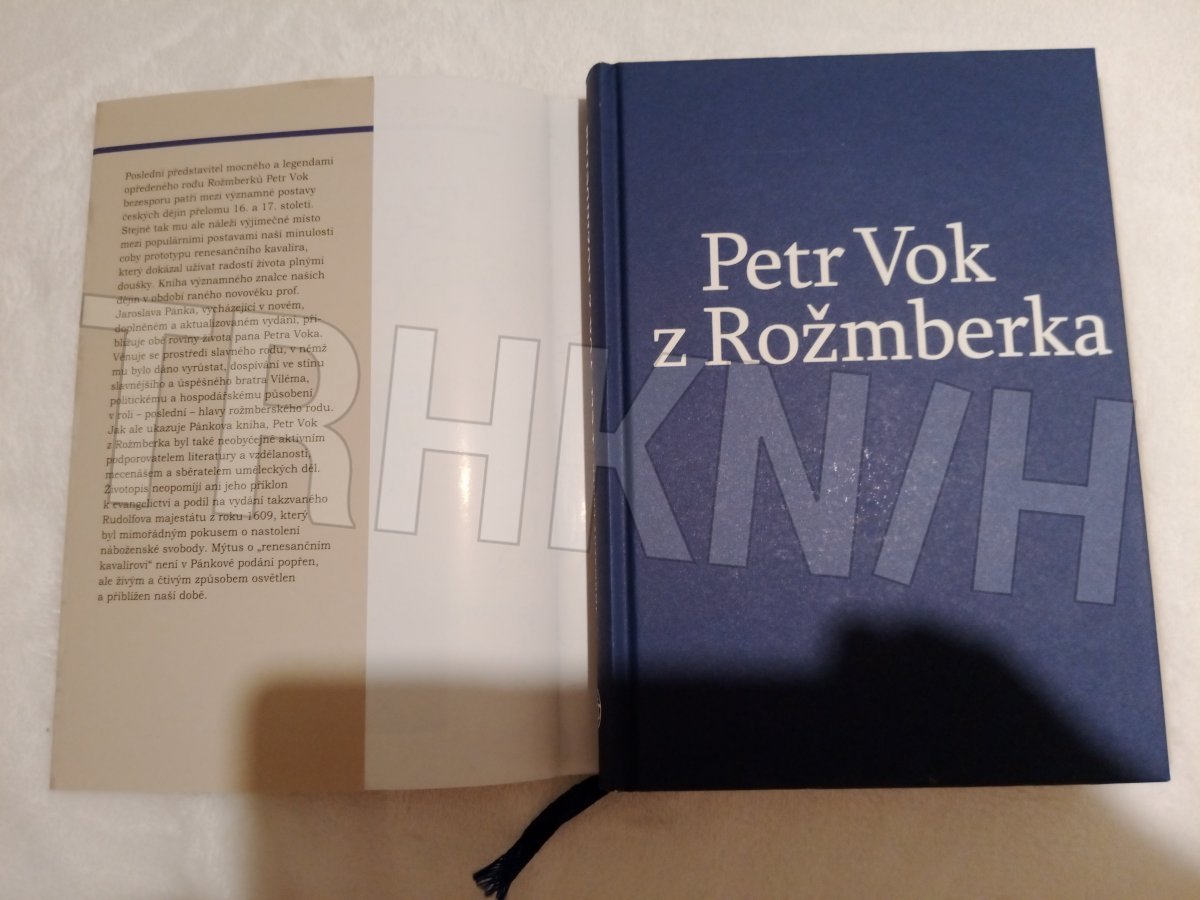 Poslední představitel mocného a legendami
opředeného rodu Rožmberků Petr Vok
bezesporu patří mezi významné postavy
českých dějin přelomu 16. a 17. století.
Stejně tak mu ale náleží výjimečné místo
mezi populárními postavami naší minulosti
coby prototypu renesančního kavalíra,
který dokázal užívat radostí života plnými
doušky. Kniha významného znalce našich
dějin v období raného novověku prof.
Jaroslava Pánka, vycházející v novém,
doplněném a aktualizovaném vydání, při-
bližuje obě roviny života pana Petra Voka.
Věnuje se prostředí slavného rodu, v němž
mu bylo dáno vyrůstat, dospívání ve stínu
slavnějšího a úspěšného bratra Viléma,
politickému a hospodářskému působení
v roli – poslední – hlavy rožmberského rodu.
Jak ale ukazuje Pánkova kniha, Petr Vok
z Rožmberka byl také neobyčejně aktivním
podporovatelem literatury a vzdělanosti,
mecenášem a sběratelem uměleckých děl.
Životopis neopomíjí ani jeho příklon
k evangelictví a podíl na vydání takzvaného
Rudolfova majestátu z roku 1609, který
byl mimořádným pokusem o nastolení
náboženské svobody. Mýtus o „renesančním
kavalírovi“ není v Pánkově podání popřen,
ale živým a čtivým způsobem osvětlen
a přiblížen naší době.
Petr Vok
z Rožmberka
TRHKN/H